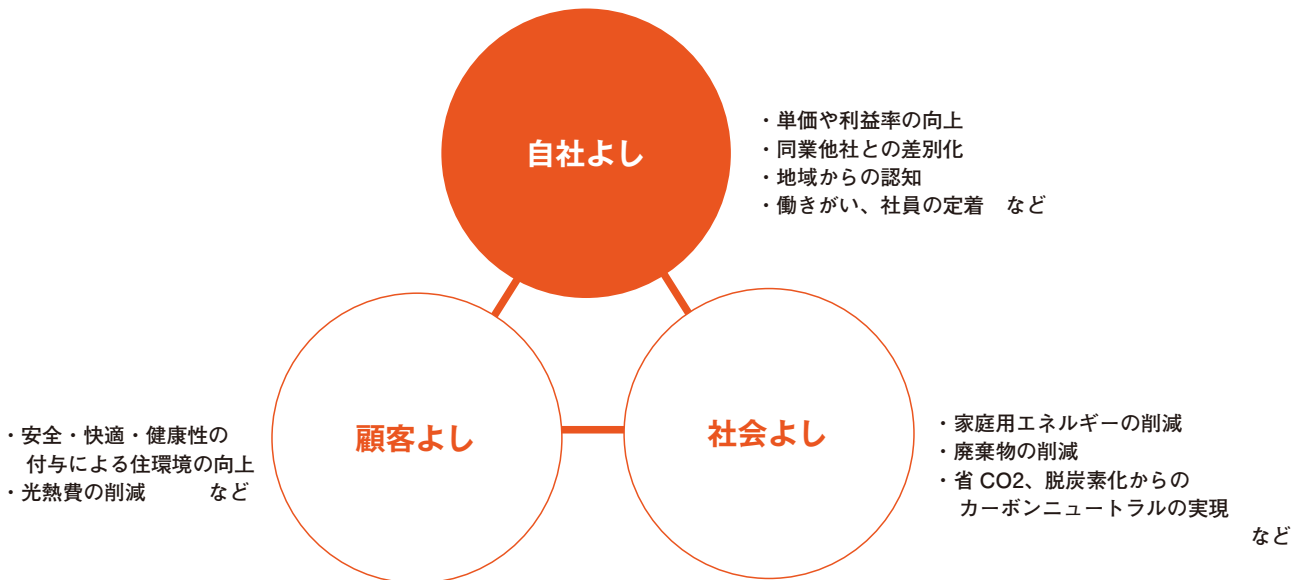 自社よし
・単価や利益率の向上
・同業他社との差別化
・地域からの認知
・働きがい、社員の定着　など
顧客よし
・安全・快適・健康性の
付与による住環境の向上
・光熱費の削減　　　など
社会よし
・家庭用エネルギーの削減
・廃棄物の削減
・省 CO2、脱炭素化からの
カーボンニュートラルの実現
など